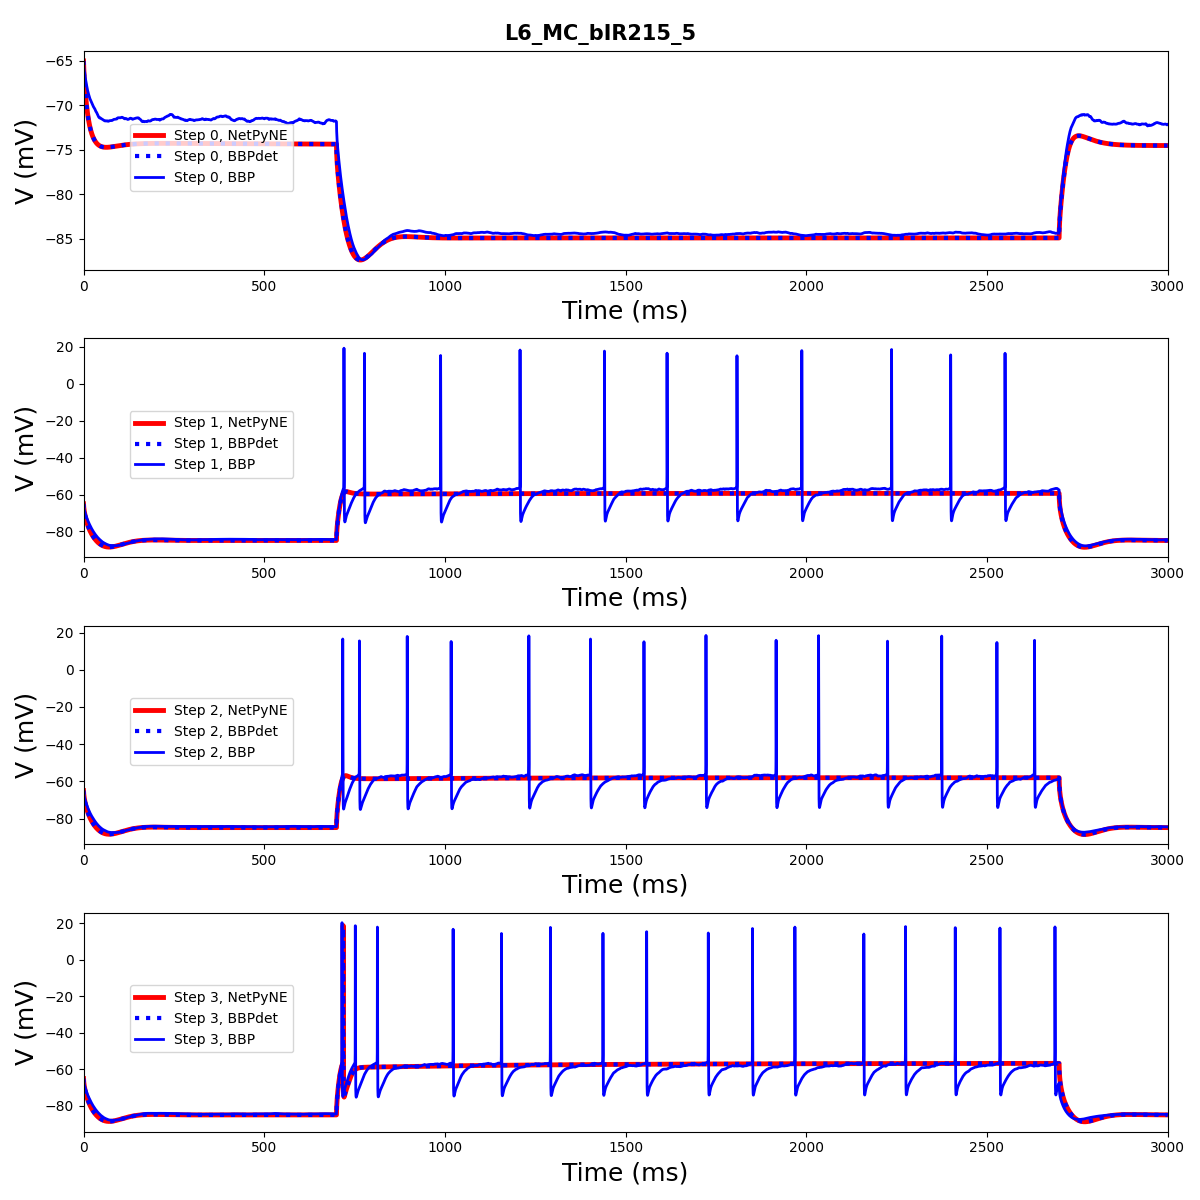 L6_MC_bIR215_5
−65
−70
−75
−80
−85
V (mV)
Step 0, NetPyNE
Step 0, BBPdet
Step 0, BBP
0 500 1000 1500 2000 2500 3000
Time (ms)
20
0
−20
−40
−60
−80
V (mV)
Step 1, NetPyNE
Step 1, BBPdet
Step 1, BBP
0 500 1000 1500 2000 2500 3000
Time (ms)
20
0
−20
−40
−60
−80
V (mV)
Step 2, NetPyNE
Step 2, BBPdet
Step 2, BBP
0 500 1000 1500 2000 2500 3000
Time (ms)
20
0
−20
−40
−60
−80
V (mV)
Step 3, NetPyNE
Step 3, BBPdet
Step 3, BBP
0 500 1000 1500 2000 2500 3000
Time (ms)